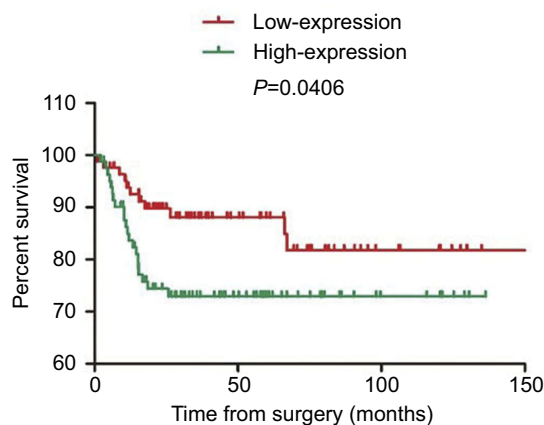 Low-expression
High-expression
P=0.0406
110
100
90
80
70
60
Percent survival
0
50
100
150
Time from surgery (months)